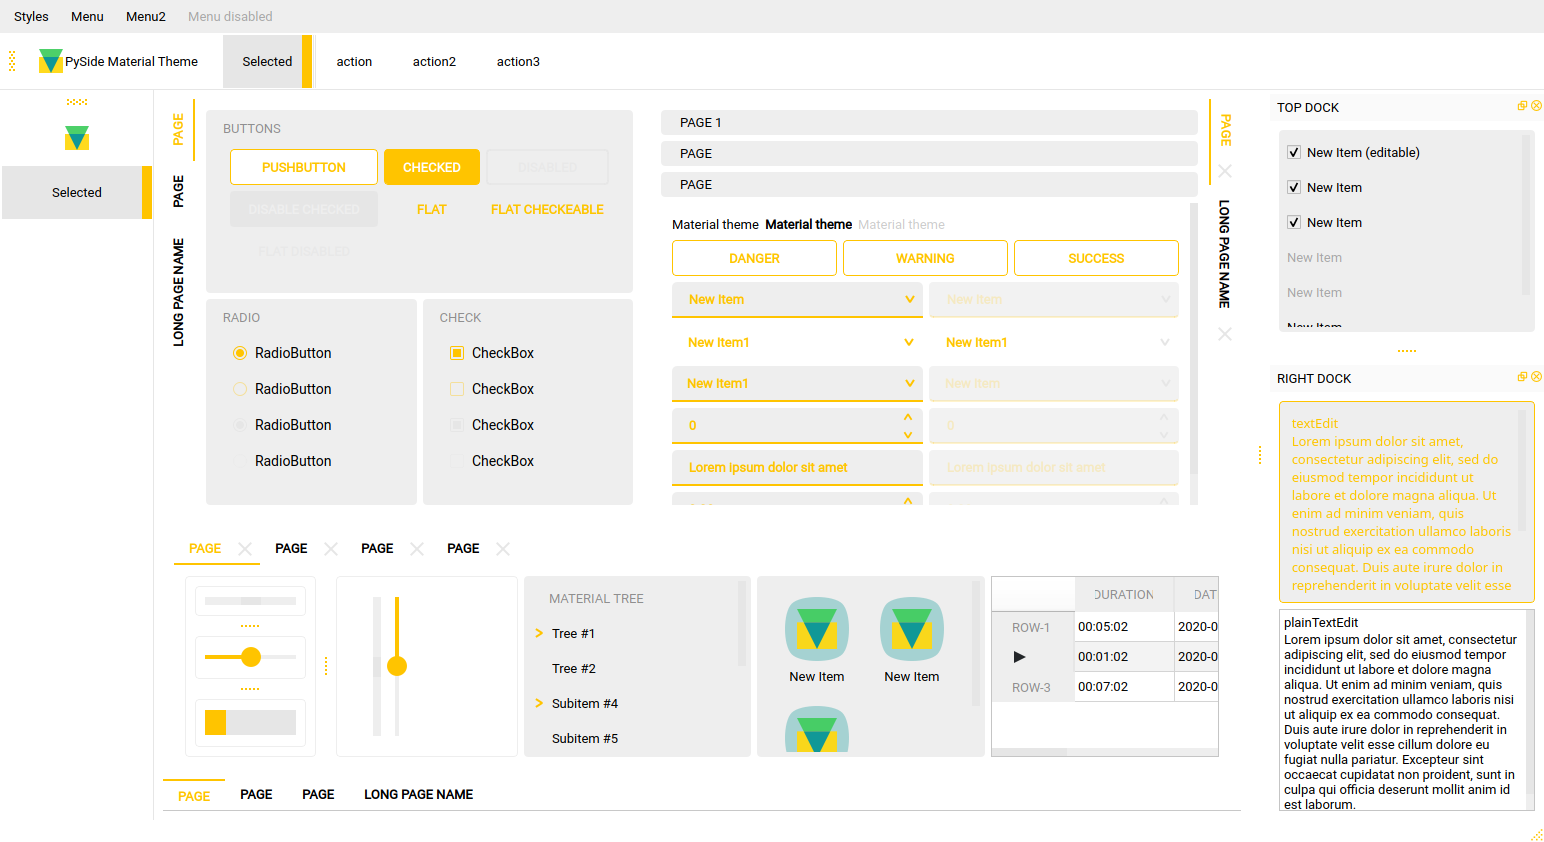 Styles Menu Menu2 Menu disabled
PySide Material Theme Selected action action2 action3
Selected
PAGE
PAGE
LONG PAGE NAME
BUTTONS
PUSHBUTTON CHECKED DISABLED
DISABLE CHECKED FLAT FLAT CHECKEABLE
FLAT DISABLED
RADIO
RadioButton
RadioButton
RadioButton
RadioButton
CHECK
CheckBox
CheckBox
CheckBox
CheckBox
PAGE 1
PAGE
PAGE
Material theme Material theme Material theme
DANGER WARNING SUCCESS
New Item New Item
New Item1 New Item1
New Item1 New Item
0 0
Lorem ipsum dolor sit amet Lorem ipsum dolor sit amet
PAGE
LONG PAGE NAME
PAGE PAGE PAGE PAGE
MATERIAL TREE
Tree #1
Tree #2
Subitem #4
Subitem #5
New Item New Item
DURATION DAT
ROW-1 00:05:02 2020-0
00:01:02 2020-0
ROW-3 00:07:02 2020-0
PAGE PAGE PAGE LONG PAGE NAME
TOP DOCK
New Item (editable)
New Item
New Item
New Item
New Item
New Item
RIGHT DOCK
textEdit
Lorem ipsum dolor sit amet,
consectetur adipiscing elit, sed do
eiusmod tempor incididunt ut
labore et dolore magna aliqua. Ut
enim ad minim veniam, quis
nostrud exercitation ullamco laboris
nisi ut aliquip ex ea commodo
consequat. Duis aute irure dolor in
reprehenderit in voluptate velit esse
plainTextEdit
Lorem ipsum dolor sit amet, consectetur
adipiscing elit, sed do eiusmod tempor
incididunt ut labore et dolore magna
aliqua. Ut enim ad minim veniam, quis
nostrud exercitation ullamco laboris nisi
ut aliquip ex ea commodo consequat.
Duis aute irure dolor in reprehenderit in
voluptate velit esse cillum dolore eu
fugiat nulla pariatur. Excepteur sint
occaecat cupidatat non proident, sunt in
culpa qui officia deserunt mollit anim id
est laborum.